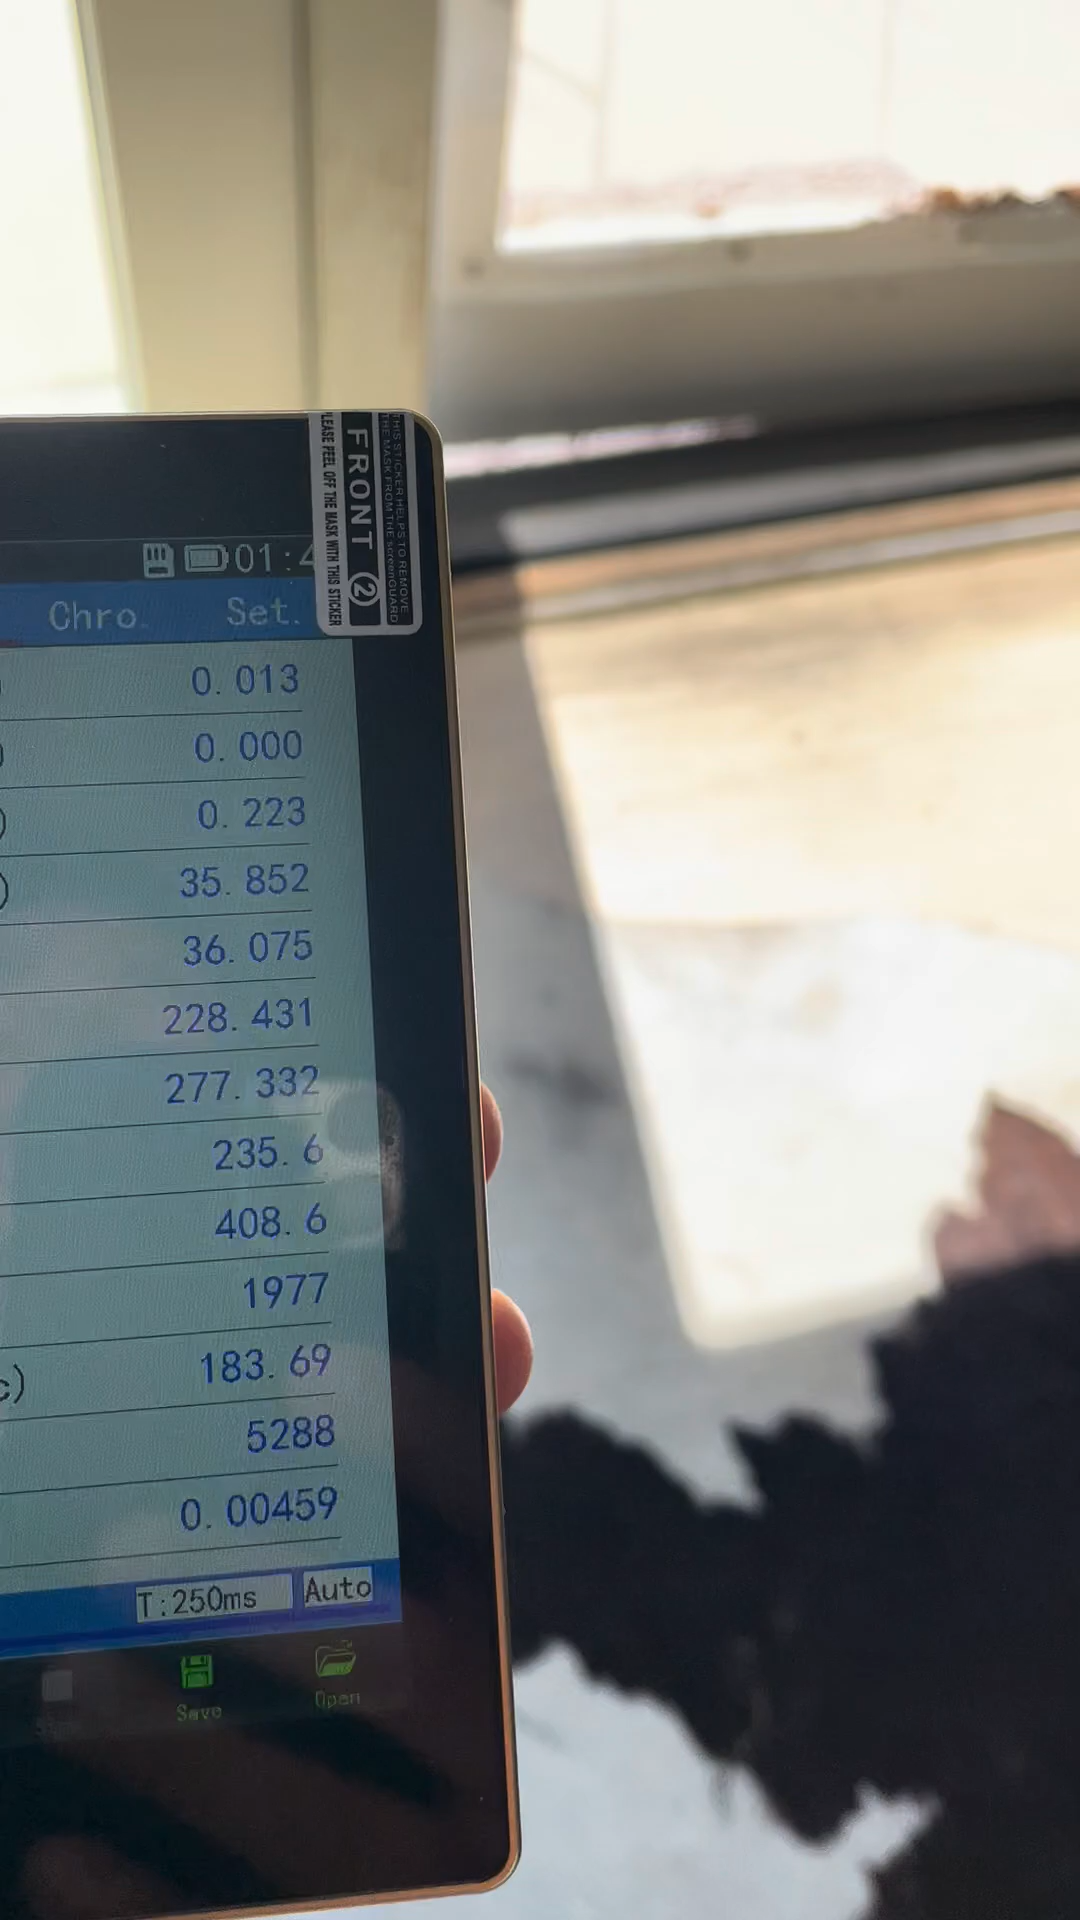 THIS STICKER HELPS TO REMOVE
THE MASK FROM THE screenGUARD
FRONT ②
LEASE PEEL OFF THE MASK WITH THIS STICKER
01:4
Chro. Set.
) 0.013
) 0.000
) 0.223
) 35.852
36.075
228.431
277.332
235.6
408.6
1977
c) 183.69
5288
0.00459
T:250ms Auto
Save Open